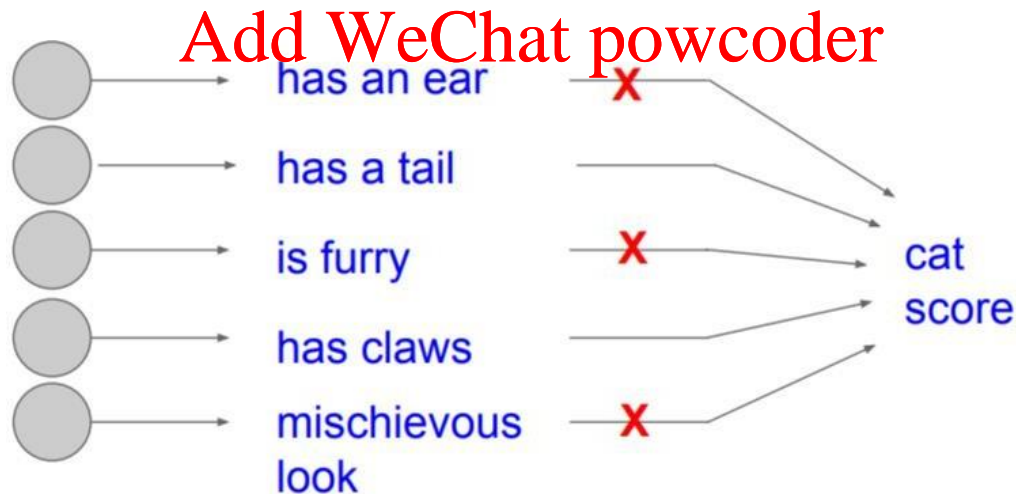 Add WeChat powcoder
has an ear
X
has a tail
is furry
X
cat
score
has claws
mischievous
look
X